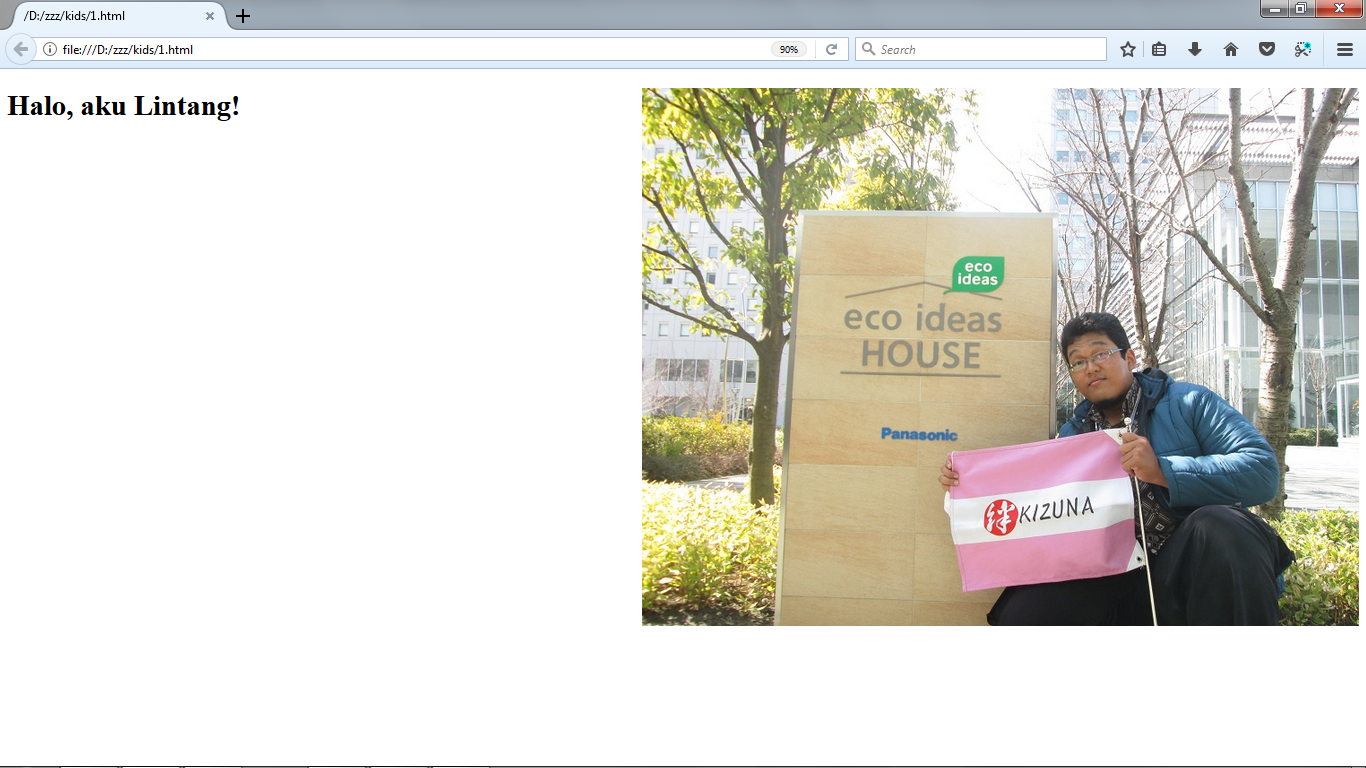 /D:/zzz/kids/1.html
file:///D:/zzz/kids/1.html
90%
Search
Halo, aku Lintang!
eco
ideas
eco ideas
HOUSE
Panasonic
絆 KIZUNA